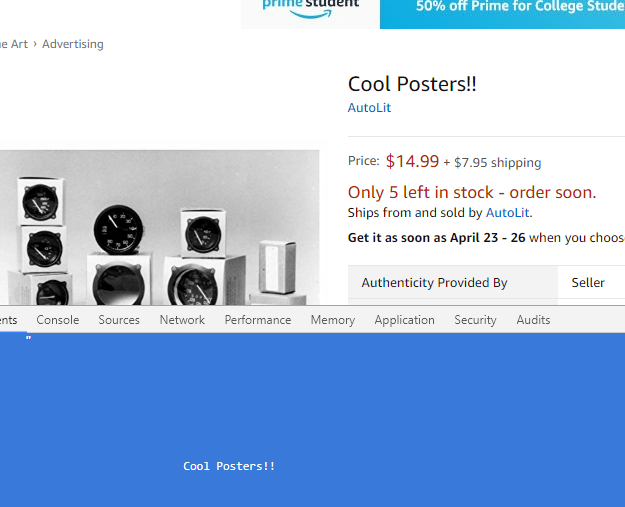 prime student
50% off Prime for College Stude
e Art › Advertising
Cool Posters!!
AutoLit
Price: $14.99 + $7.95 shipping
Only 5 left in stock - order soon.
Ships from and sold by AutoLit.
Get it as soon as April 23 - 26 when you choos
Authenticity Provided By Seller
ents Console Sources Network Performance Memory Application Security Audits
"
Cool Posters!!